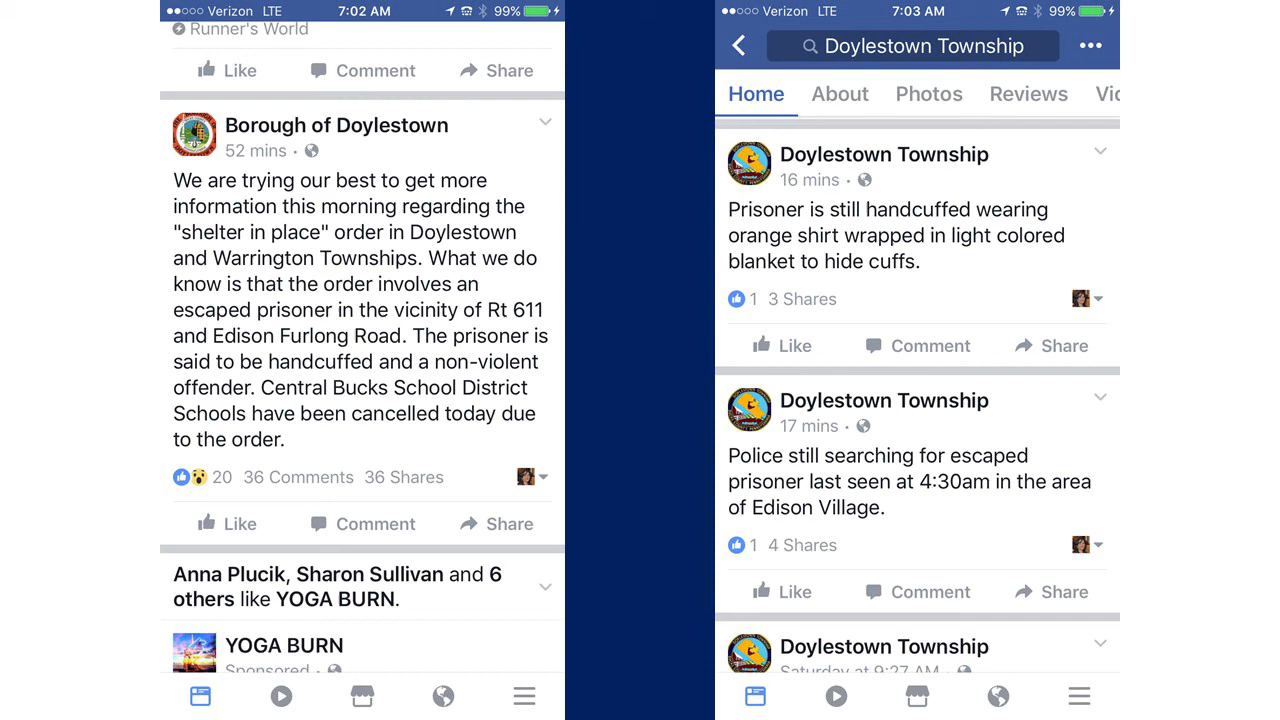 Verizon LTE 7:02 AM 99%
Runner's World
Like Comment Share
Borough of Doylestown
52 mins
We are trying our best to get more
information this morning regarding the
"shelter in place" order in Doylestown
and Warrington Townships. What we do
know is that the order involves an
escaped prisoner in the vicinity of Rt 611
and Edison Furlong Road. The prisoner is
said to be handcuffed and a non-violent
offender. Central Bucks School District
Schools have been cancelled today due
to the order.
20 36 Comments 36 Shares
Like Comment Share
Anna Plucik, Sharon Sullivan and 6
others like YOGA BURN.
YOGA BURN
Sponsored
Verizon LTE 7:03 AM 99%
Doylestown Township
Home About Photos Reviews Vic
Doylestown Township
16 mins
Prisoner is still handcuffed wearing
orange shirt wrapped in light colored
blanket to hide cuffs.
1 3 Shares
Like Comment Share
Doylestown Township
17 mins
Police still searching for escaped
prisoner last seen at 4:30am in the area
of Edison Village.
1 4 Shares
Like Comment Share
Doylestown Township
Saturday at 9:27 AM